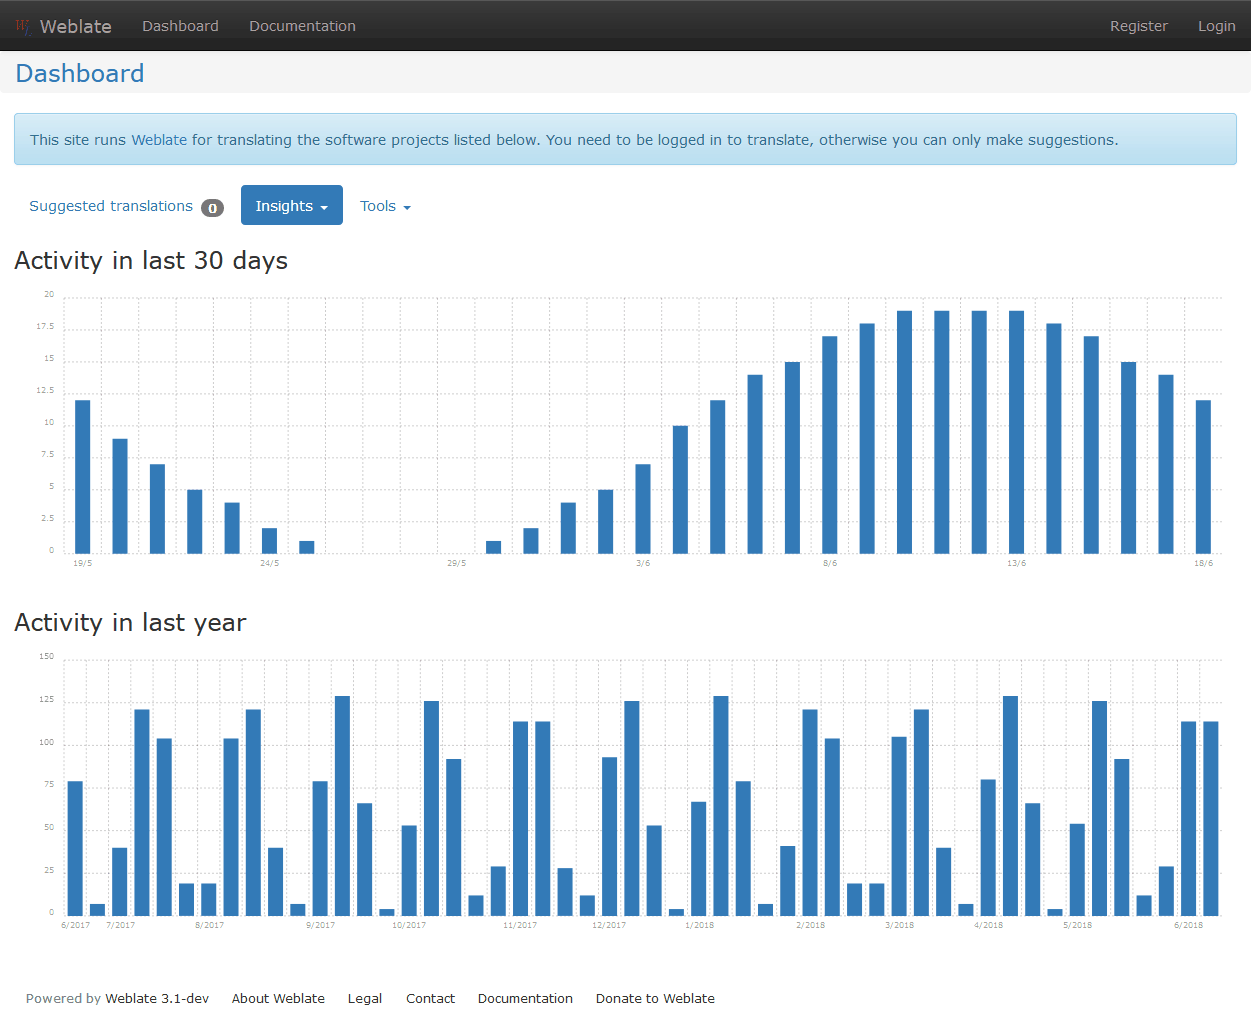 Weblate Dashboard Documentation Register Login
Dashboard
This site runs Weblate for translating the software projects listed below. You need to be logged in to translate, otherwise you can only make suggestions.
Suggested translations 0 Insights Tools
Activity in last 30 days
20
17.5
15
12.5
10
7.5
5
2.5
0
19/5 24/5 29/5 3/6 8/6 13/6 18/6
Activity in last year
150
125
100
75
50
25
0
6/2017 7/2017 8/2017 9/2017 10/2017 11/2017 12/2017 1/2018 2/2018 3/2018 4/2018 5/2018 6/2018
Powered by Weblate 3.1-dev About Weblate Legal Contact Documentation Donate to Weblate